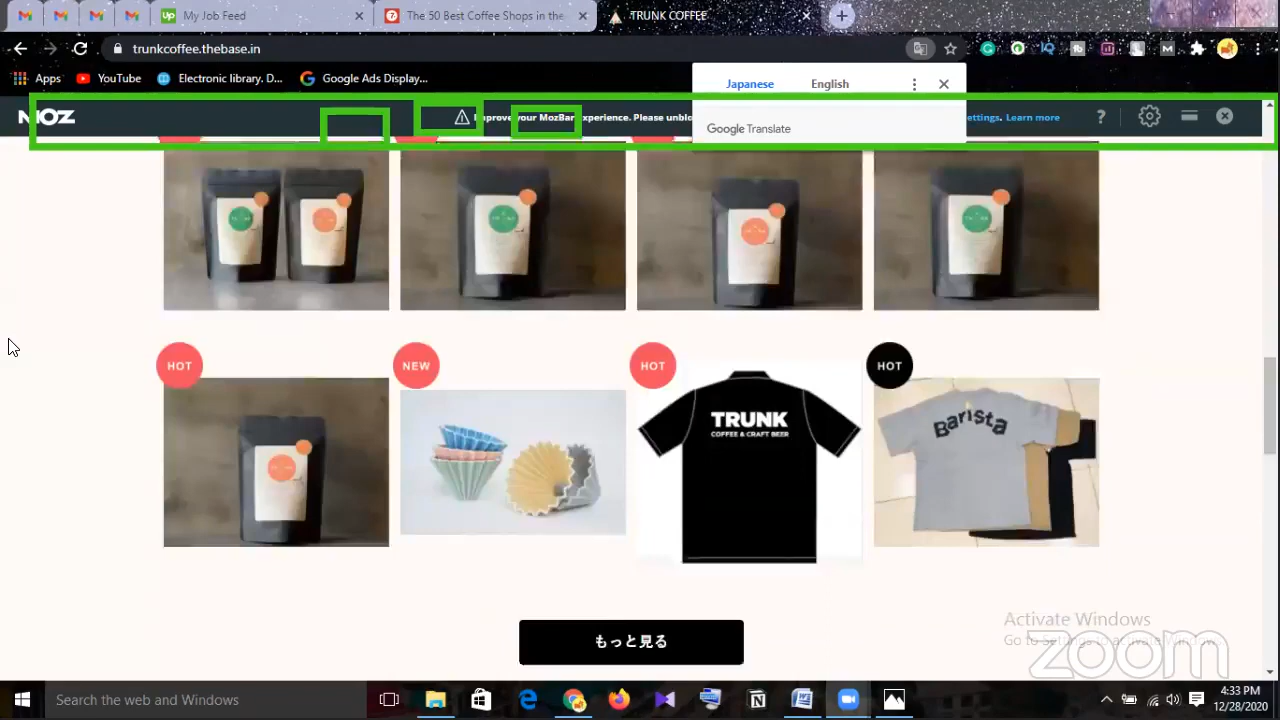 My Job Feed
The 50 Best Coffee Shops in the
TRUNK COFFEE
trunkcoffee.thebase.in
Apps
YouTube
Electronic library. D...
Google Ads Display...
Japanese
English
MOZ
Improve your MozBar experience. Please unblo
ettings. Learn more
Google Translate
HOT
NEW
HOT
HOT
TRUNK
COFFEE & CRAFT BEER
Barista
もっと見る
Activate Windows
Go to Settings to activate Windows.
zoom
Search the web and Windows
4:33 PM
12/28/2020